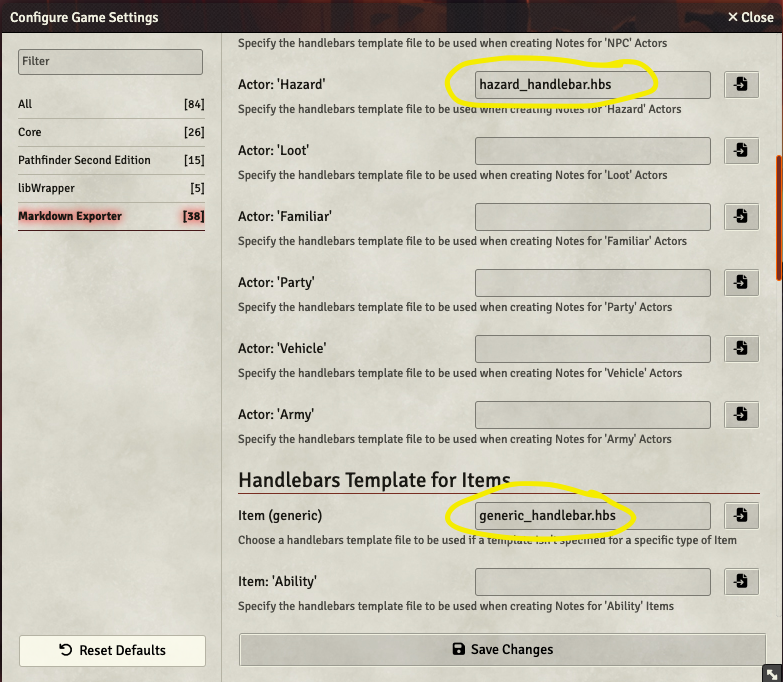 Configure Game Settings
× Close
Filter
All [84]
Core [26]
Pathfinder Second Edition [15]
libWrapper [5]
Markdown Exporter [38]
Reset Defaults
Specify the handlebars template file to be used when creating Notes for 'NPC' Actors
Actor: 'Hazard' hazard_handlebar.hbs
Specify the handlebars template file to be used when creating Notes for 'Hazard' Actors
Actor: 'Loot'
Specify the handlebars template file to be used when creating Notes for 'Loot' Actors
Actor: 'Familiar'
Specify the handlebars template file to be used when creating Notes for 'Familiar' Actors
Actor: 'Party'
Specify the handlebars template file to be used when creating Notes for 'Party' Actors
Actor: 'Vehicle'
Specify the handlebars template file to be used when creating Notes for 'Vehicle' Actors
Actor: 'Army'
Specify the handlebars template file to be used when creating Notes for 'Army' Actors
Handlebars Template for Items
Item (generic) generic_handlebar.hbs
Choose a handlebars template file to be used if a template isn't specified for a specific type of Item
Item: 'Ability'
Specify the handlebars template file to be used when creating Notes for 'Ability' Items
Save Changes